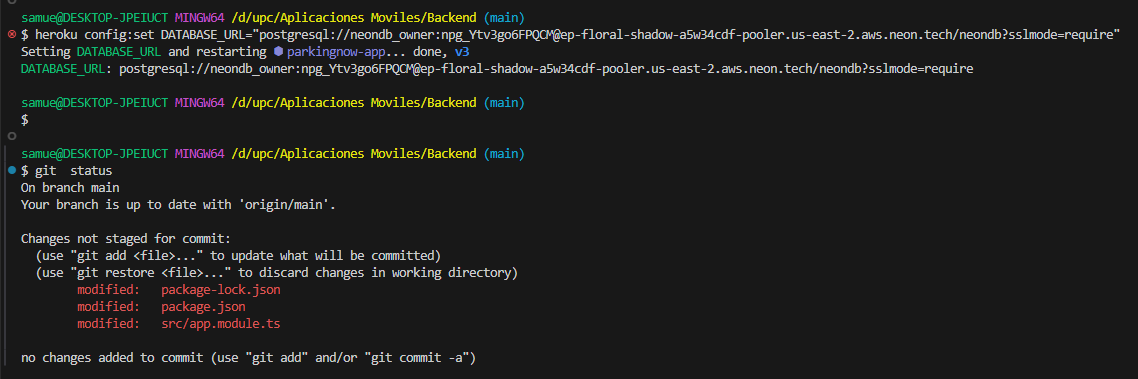 samue@DESKTOP-JPEIUCT MINGW64 /d/upc/Aplicaciones Moviles/Backend (main)
$ heroku config:set DATABASE_URL="postgresql://neondb_owner:npg_Ytv3go6FPQCM@ep-floral-shadow-a5w34cdf-pooler.us-east-2.aws.neon.tech/neondb?sslmode=require"
Setting DATABASE_URL and restarting ⬢ parkingnow-app... done, v3
DATABASE_URL: postgresql://neondb_owner:npg_Ytv3go6FPQCM@ep-floral-shadow-a5w34cdf-pooler.us-east-2.aws.neon.tech/neondb?sslmode=require
samue@DESKTOP-JPEIUCT MINGW64 /d/upc/Aplicaciones Moviles/Backend (main)
$
samue@DESKTOP-JPEIUCT MINGW64 /d/upc/Aplicaciones Moviles/Backend (main)
$ git  status
On branch main
Your branch is up to date with 'origin/main'.
Changes not staged for commit:
  (use "git add <file>..." to update what will be committed)
  (use "git restore <file>..." to discard changes in working directory)
        modified:   package-lock.json
        modified:   package.json
        modified:   src/app.module.ts
no changes added to commit (use "git add" and/or "git commit -a")